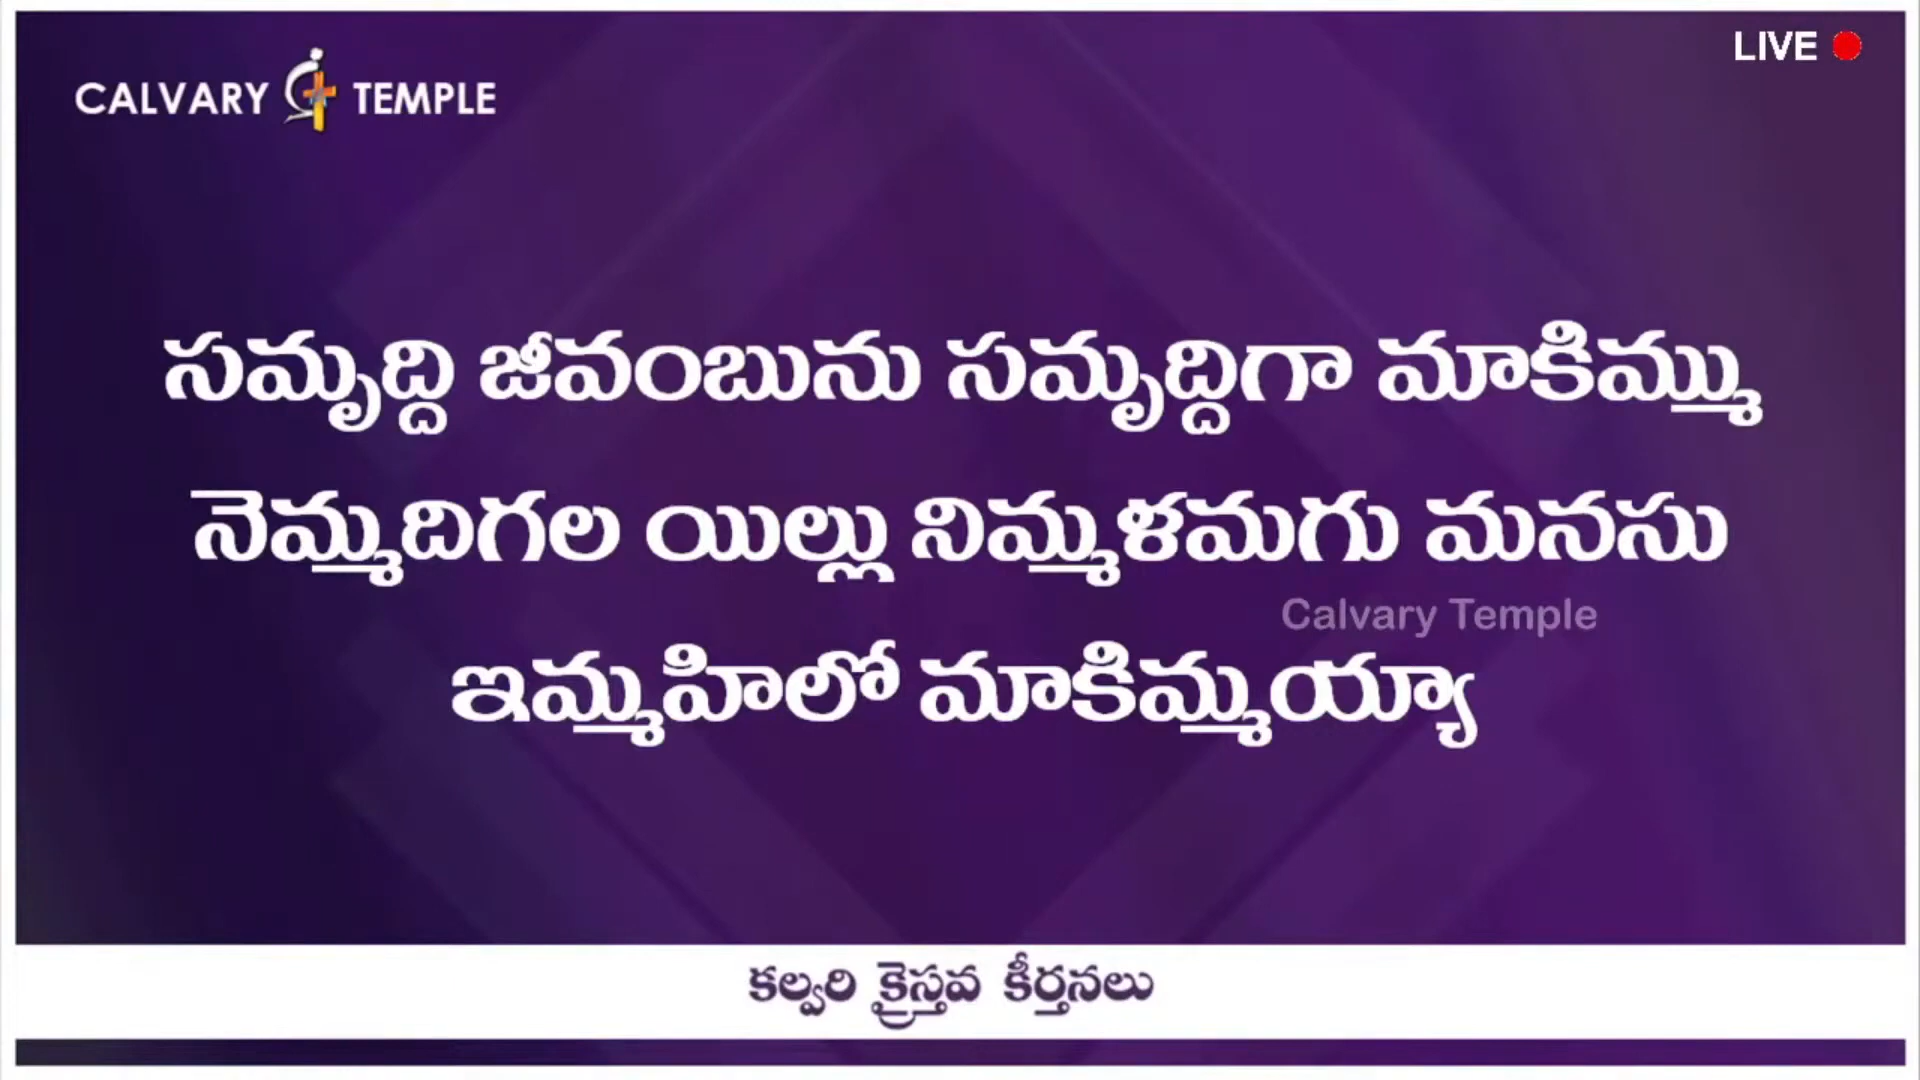 LIVE
CALVARY TEMPLE
సమృద్ది జీవంబును సమృద్దిగా మాకిమ్ము
నెమ్మదిగల యిల్లు నిమ్మళమగు మనసు
Calvary Temple
ఇమ్మహిలో మాకిమ్మయ్యా
కల్వరి క్రైస్తవ కీర్తనలు